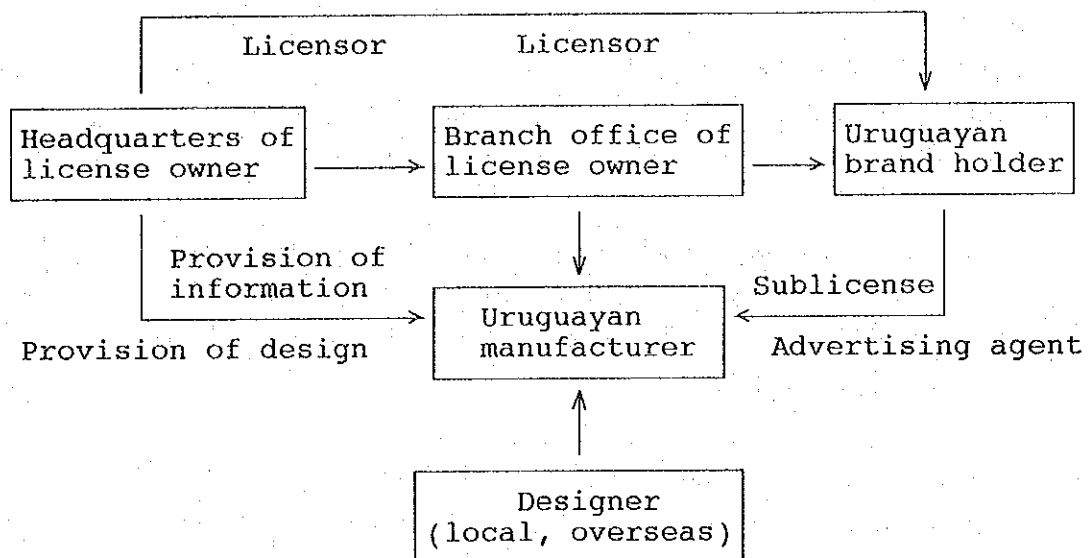 Licensor Licensor
Headquarters of
license owner
Branch office of
license owner
Uruguayan
brand holder
Provision of
information
Provision of design
Uruguayan
manufacturer
Sublicense
Advertising agent
Designer
(local, overseas)